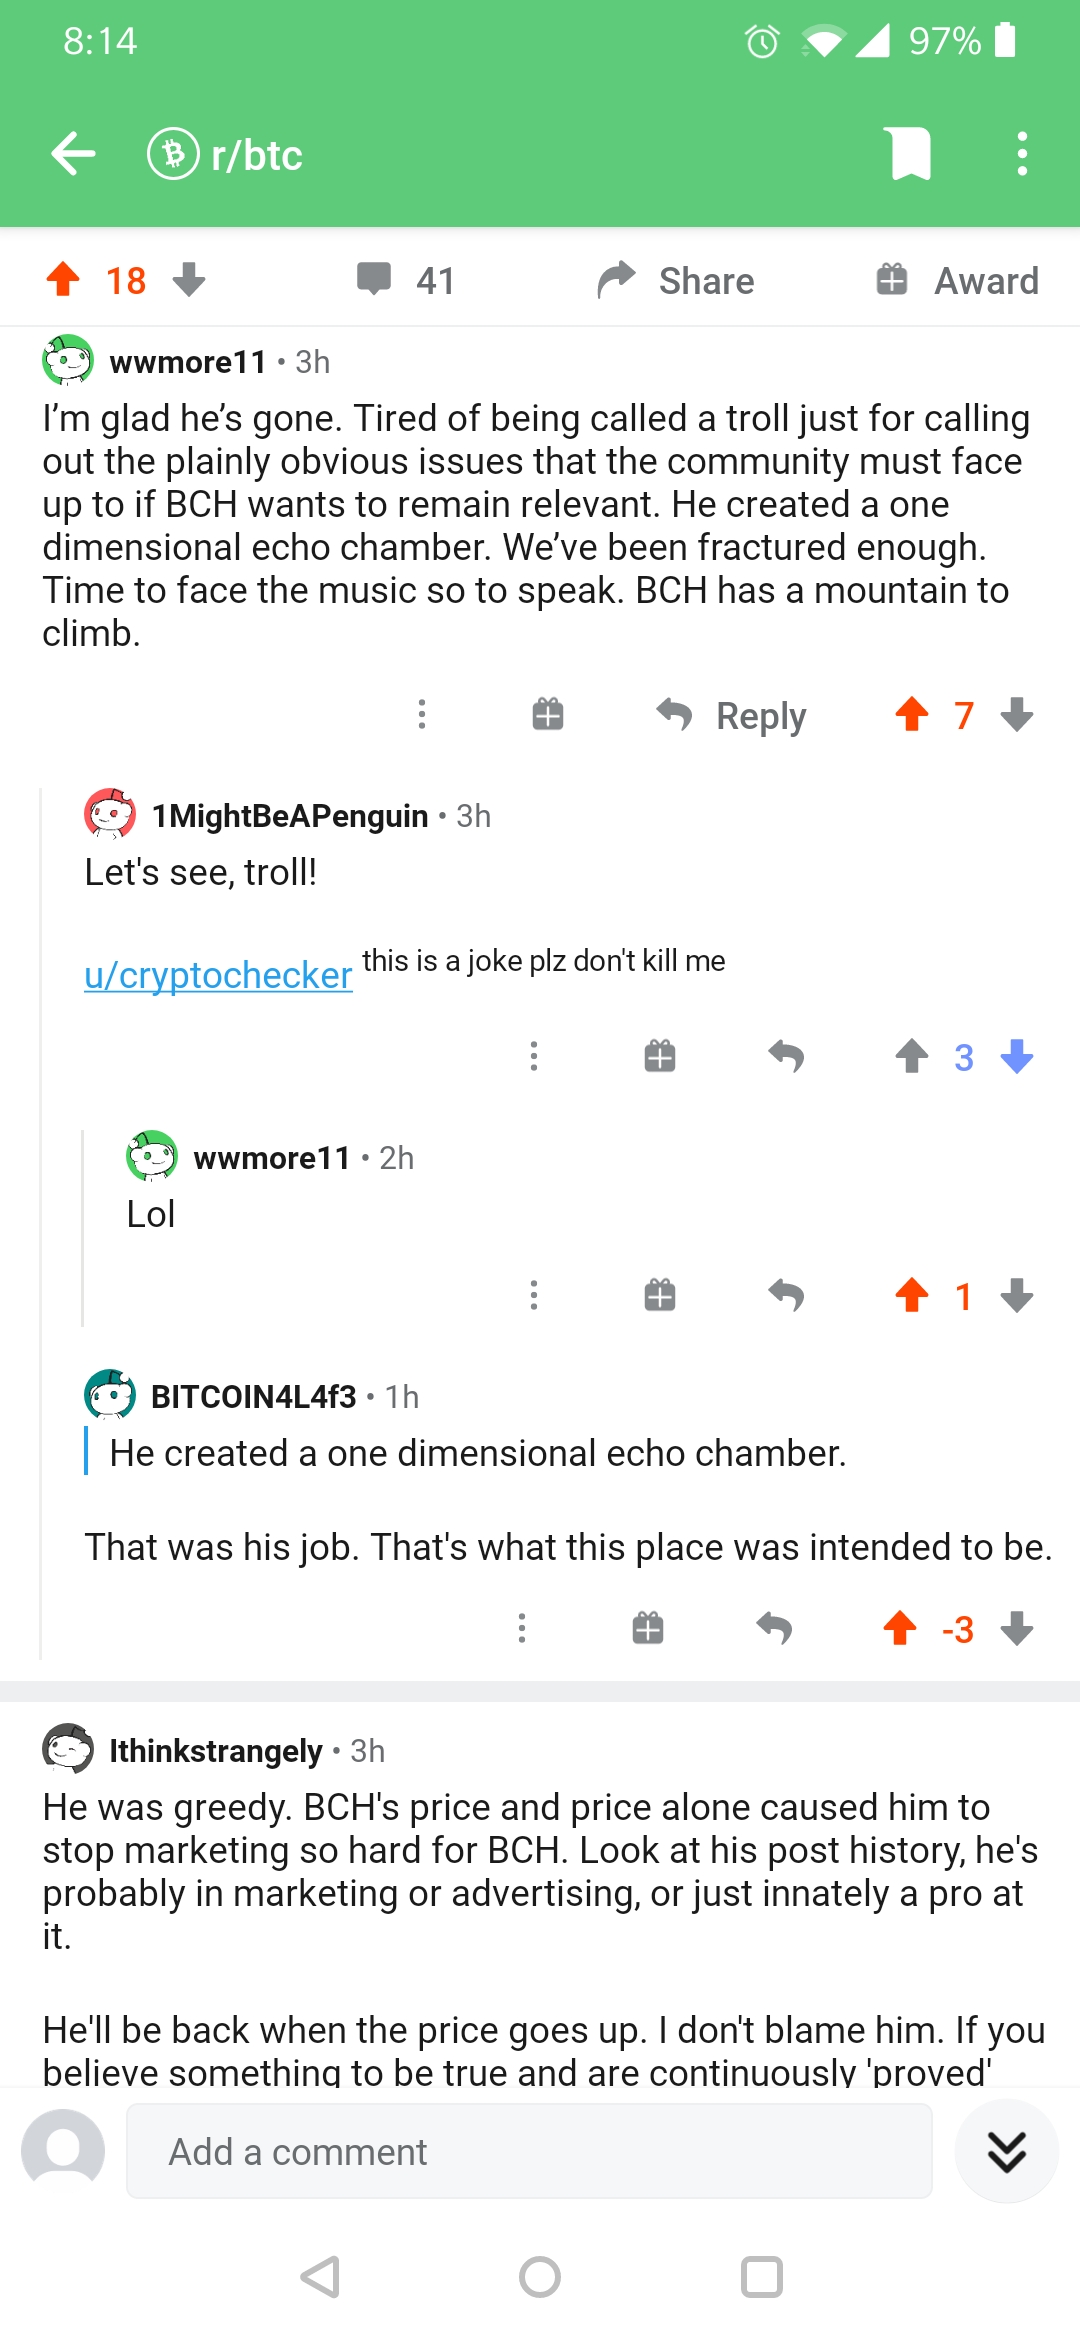 8:14
97%
r/btc
18
41
Share
Award
wwmore11 • 3h
I'm glad he's gone. Tired of being called a troll just for calling
out the plainly obvious issues that the community must face
up to if BCH wants to remain relevant. He created a one
dimensional echo chamber. We've been fractured enough.
Time to face the music so to speak. BCH has a mountain to
climb.
Reply
7
1MightBeAPenguin • 3h
Let's see, troll!
u/cryptochecker this is a joke plz don't kill me
3
wwmore11 • 2h
Lol
1
BITCOIN4L4f3 • 1h
He created a one dimensional echo chamber.
That was his job. That's what this place was intended to be.
-3
Ithinkstrangely • 3h
He was greedy. BCH's price and price alone caused him to
stop marketing so hard for BCH. Look at his post history, he's
probably in marketing or advertising, or just innately a pro at
it.
He'll be back when the price goes up. I don't blame him. If you
believe something to be true and are continuously 'proved'
Add a comment